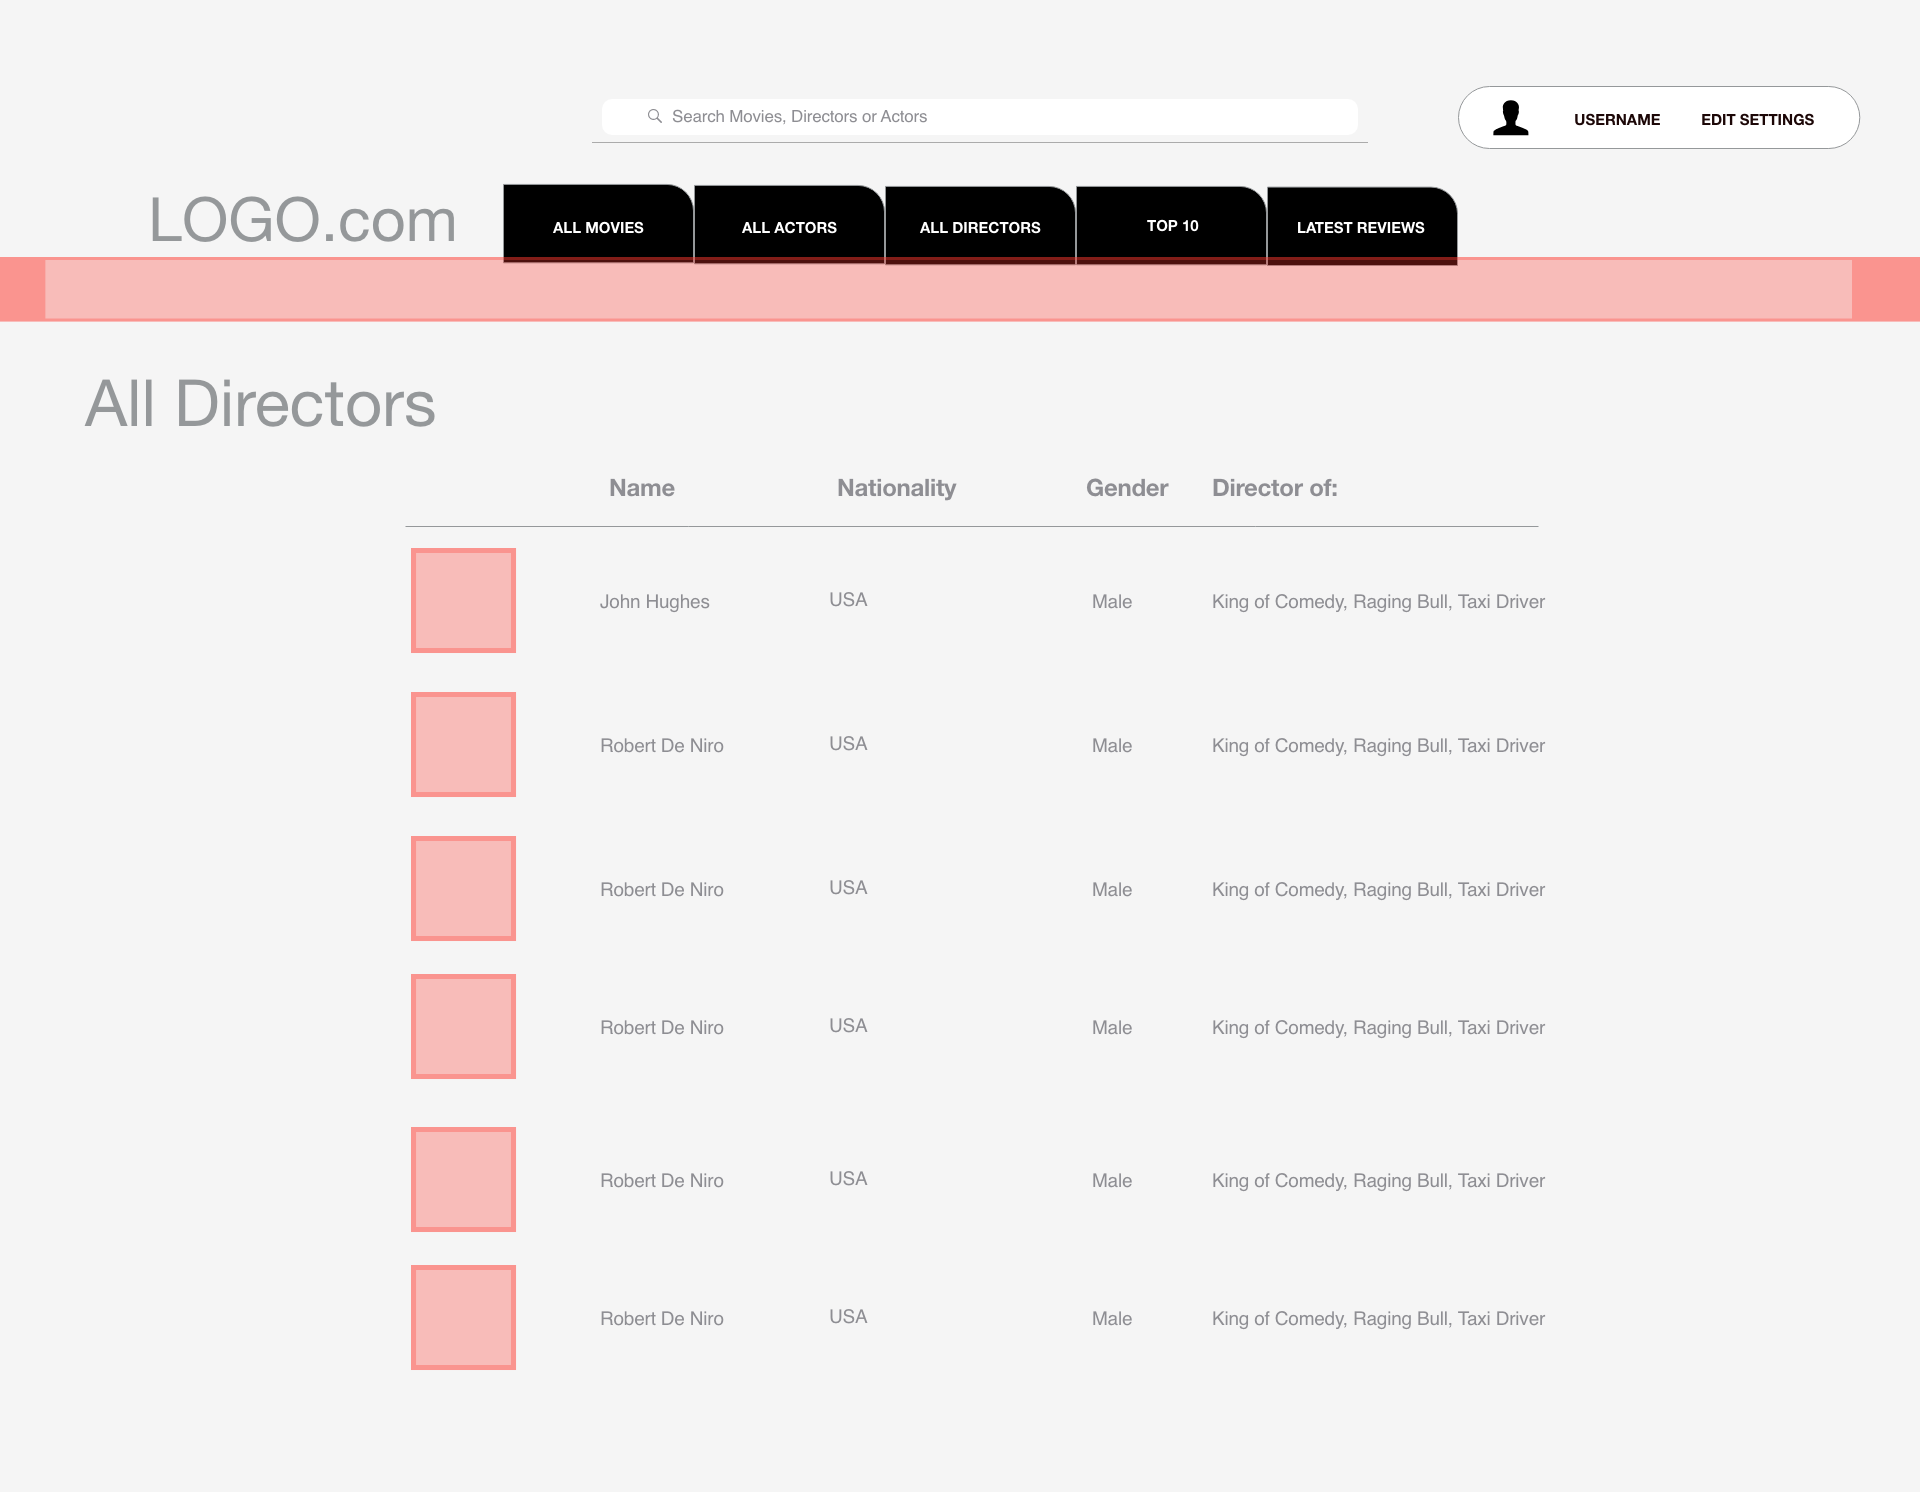 Search Movies, Directors or Actors
USERNAME EDIT SETTINGS
LOGO.com
ALL MOVIES ALL ACTORS ALL DIRECTORS TOP 10 LATEST REVIEWS
All Directors
Name Nationality Gender Director of:
John Hughes USA Male King of Comedy, Raging Bull, Taxi Driver
Robert De Niro USA Male King of Comedy, Raging Bull, Taxi Driver
Robert De Niro USA Male King of Comedy, Raging Bull, Taxi Driver
Robert De Niro USA Male King of Comedy, Raging Bull, Taxi Driver
Robert De Niro USA Male King of Comedy, Raging Bull, Taxi Driver
Robert De Niro USA Male King of Comedy, Raging Bull, Taxi Driver